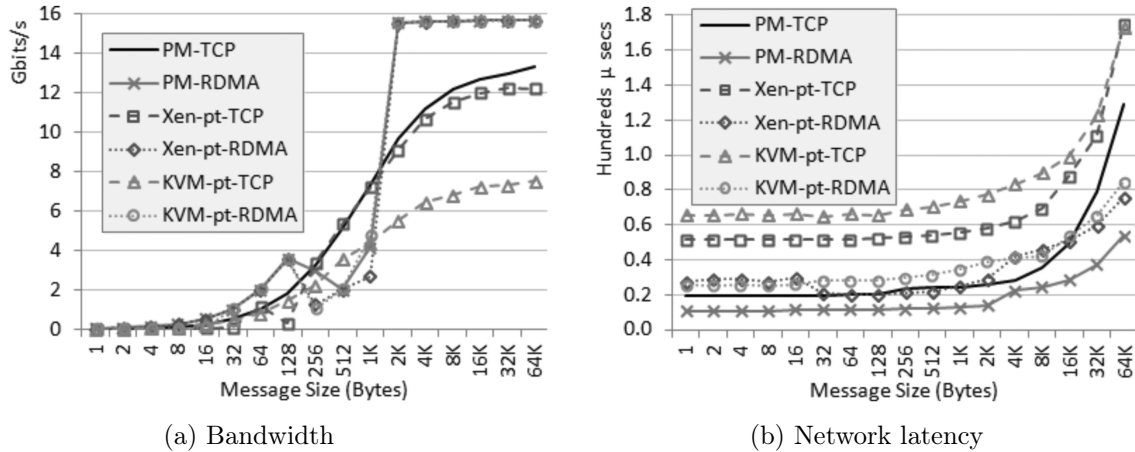 Gbits/s
16
14
12
10
8
6
4
2
0
PM-TCP
PM-RDMA
Xen-pt-TCP
Xen-pt-RDMA
KVM-pt-TCP
KVM-pt-RDMA
1 2 4 8 16 32 64 128 256 512 1K 2K 4K 8K 16K 32K 64K
Message Size (Bytes)
(a) Bandwidth
Hundreds µ secs
1.8
1.6
1.4
1.2
1.0
0.8
0.6
0.4
0.2
0.0
PM-TCP
PM-RDMA
Xen-pt-TCP
Xen-pt-RDMA
KVM-pt-TCP
KVM-pt-RDMA
1 2 4 8 16 32 64 128 256 512 1K 2K 4K 8K 16K 32K 64K
Message Size (Bytes)
(b) Network latency